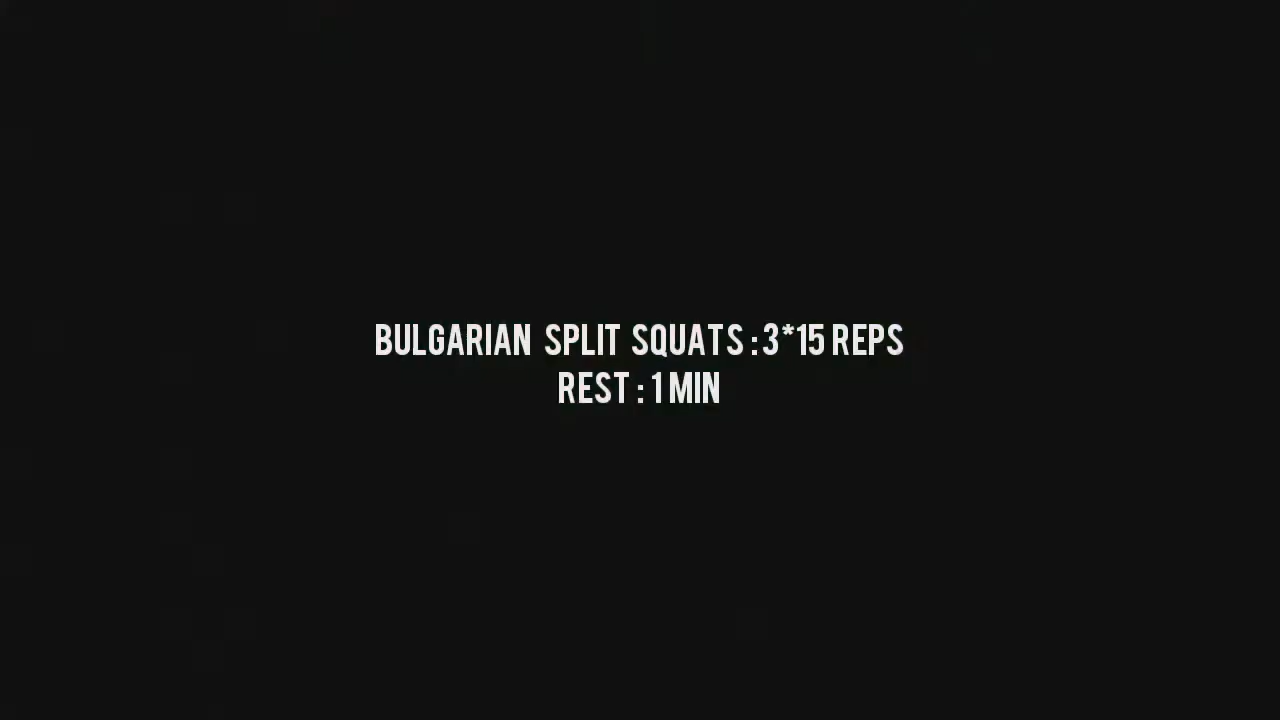 BULGARIAN SPLIT SQUATS : 3*15 REPS
REST : 1 MIN